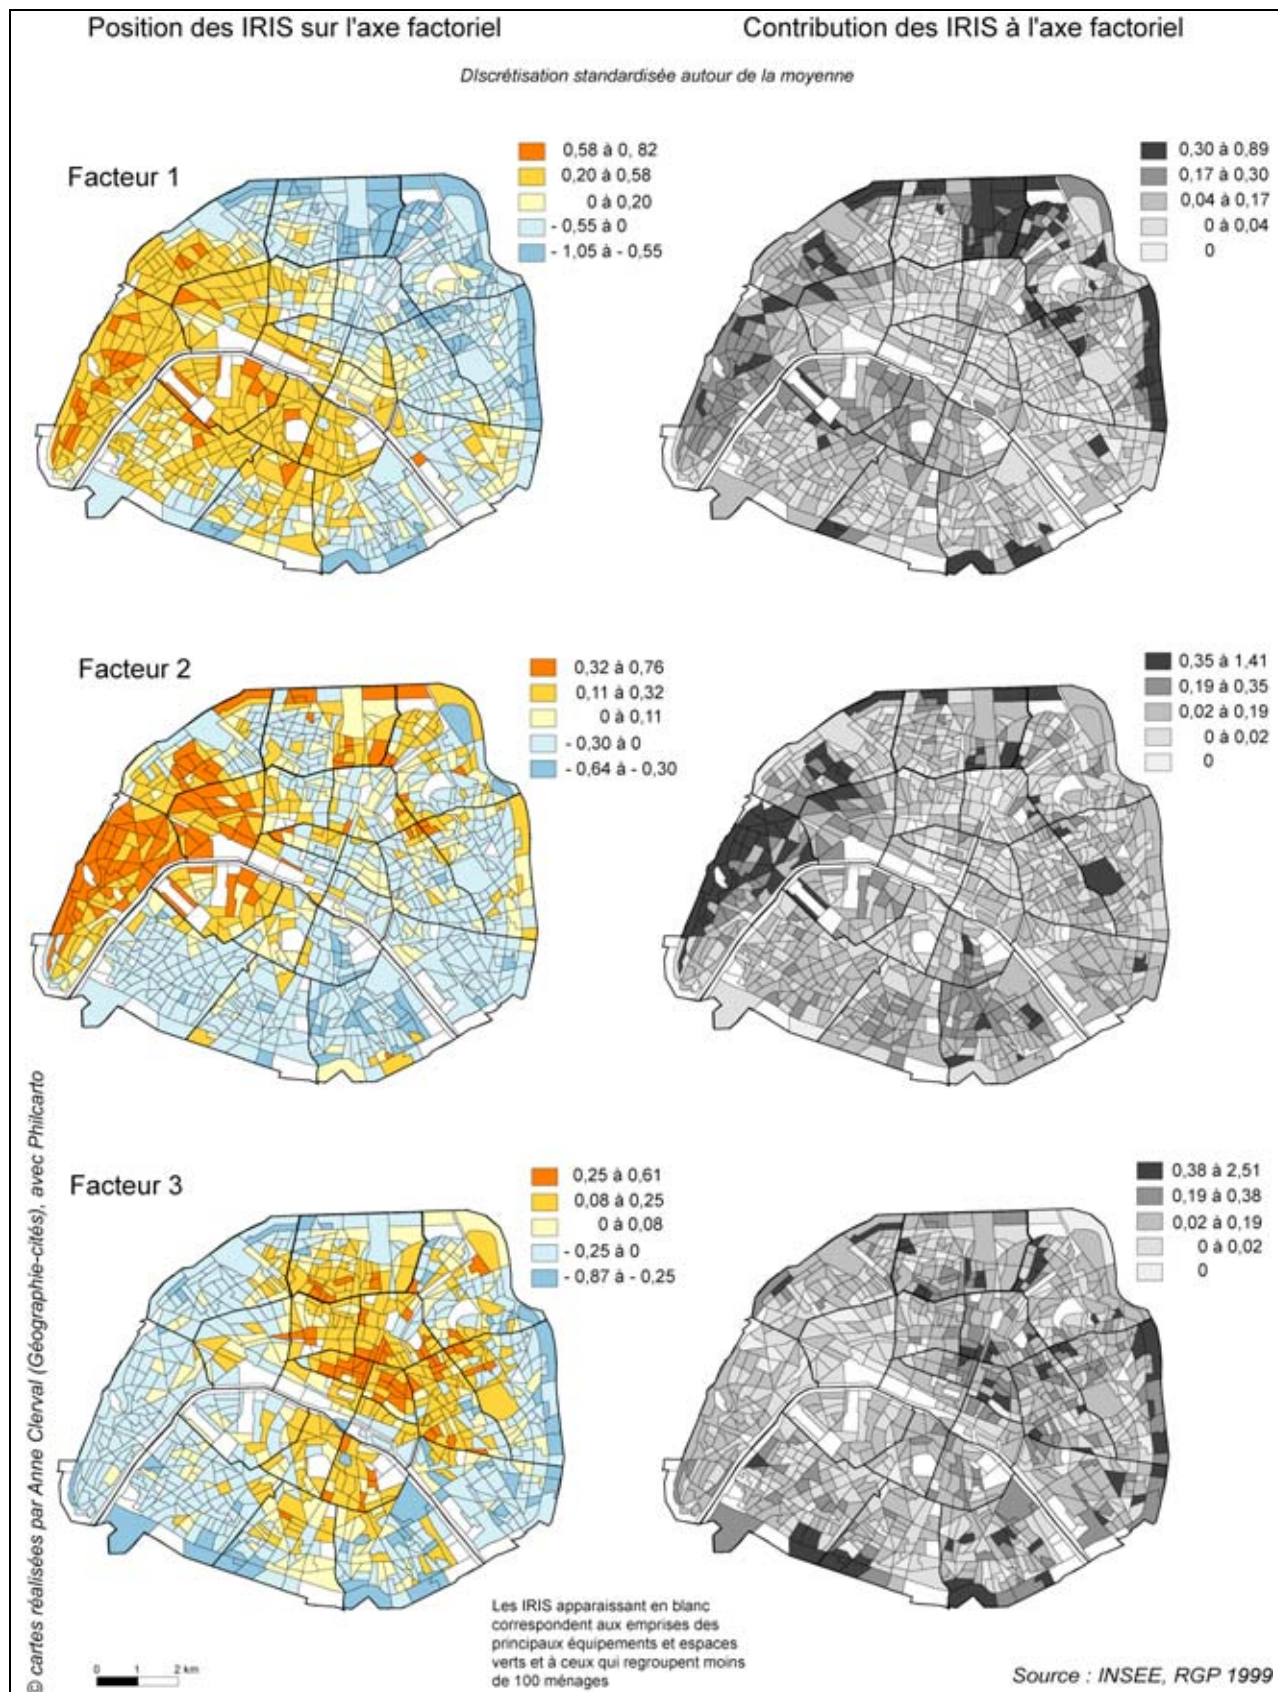 Position des IRIS sur l'axe factoriel
Contribution des IRIS à l'axe factoriel
DIscrétisation standardisée autour de la moyenne
Facteur 1
0,58 à 0, 82
0,20 à 0,58
0 à 0,20
- 0,55 à 0
- 1,05 à - 0,55
0,30 à 0,89
0,17 à 0,30
0,04 à 0,17
0 à 0,04
0
Facteur 2
0,32 à 0,76
0,11 à 0,32
0 à 0,11
- 0,30 à 0
- 0,64 à - 0,30
0,35 à 1,41
0,19 à 0,35
0,02 à 0,19
0 à 0,02
0
Facteur 3
0,25 à 0,61
0,08 à 0,25
0 à 0,08
- 0,25 à 0
- 0,87 à - 0,25
0,38 à 2,51
0,19 à 0,38
0,02 à 0,19
0 à 0,02
0
© cartes réalisées par Anne Clerval (Géographie-cités), avec Philcarto
0 1 2 km
Les IRIS apparaissant en blanc
correspondent aux emprises des
principaux équipements et espaces
verts et à ceux qui regroupent moins
de 100 ménages
Source : INSEE, RGP 1999